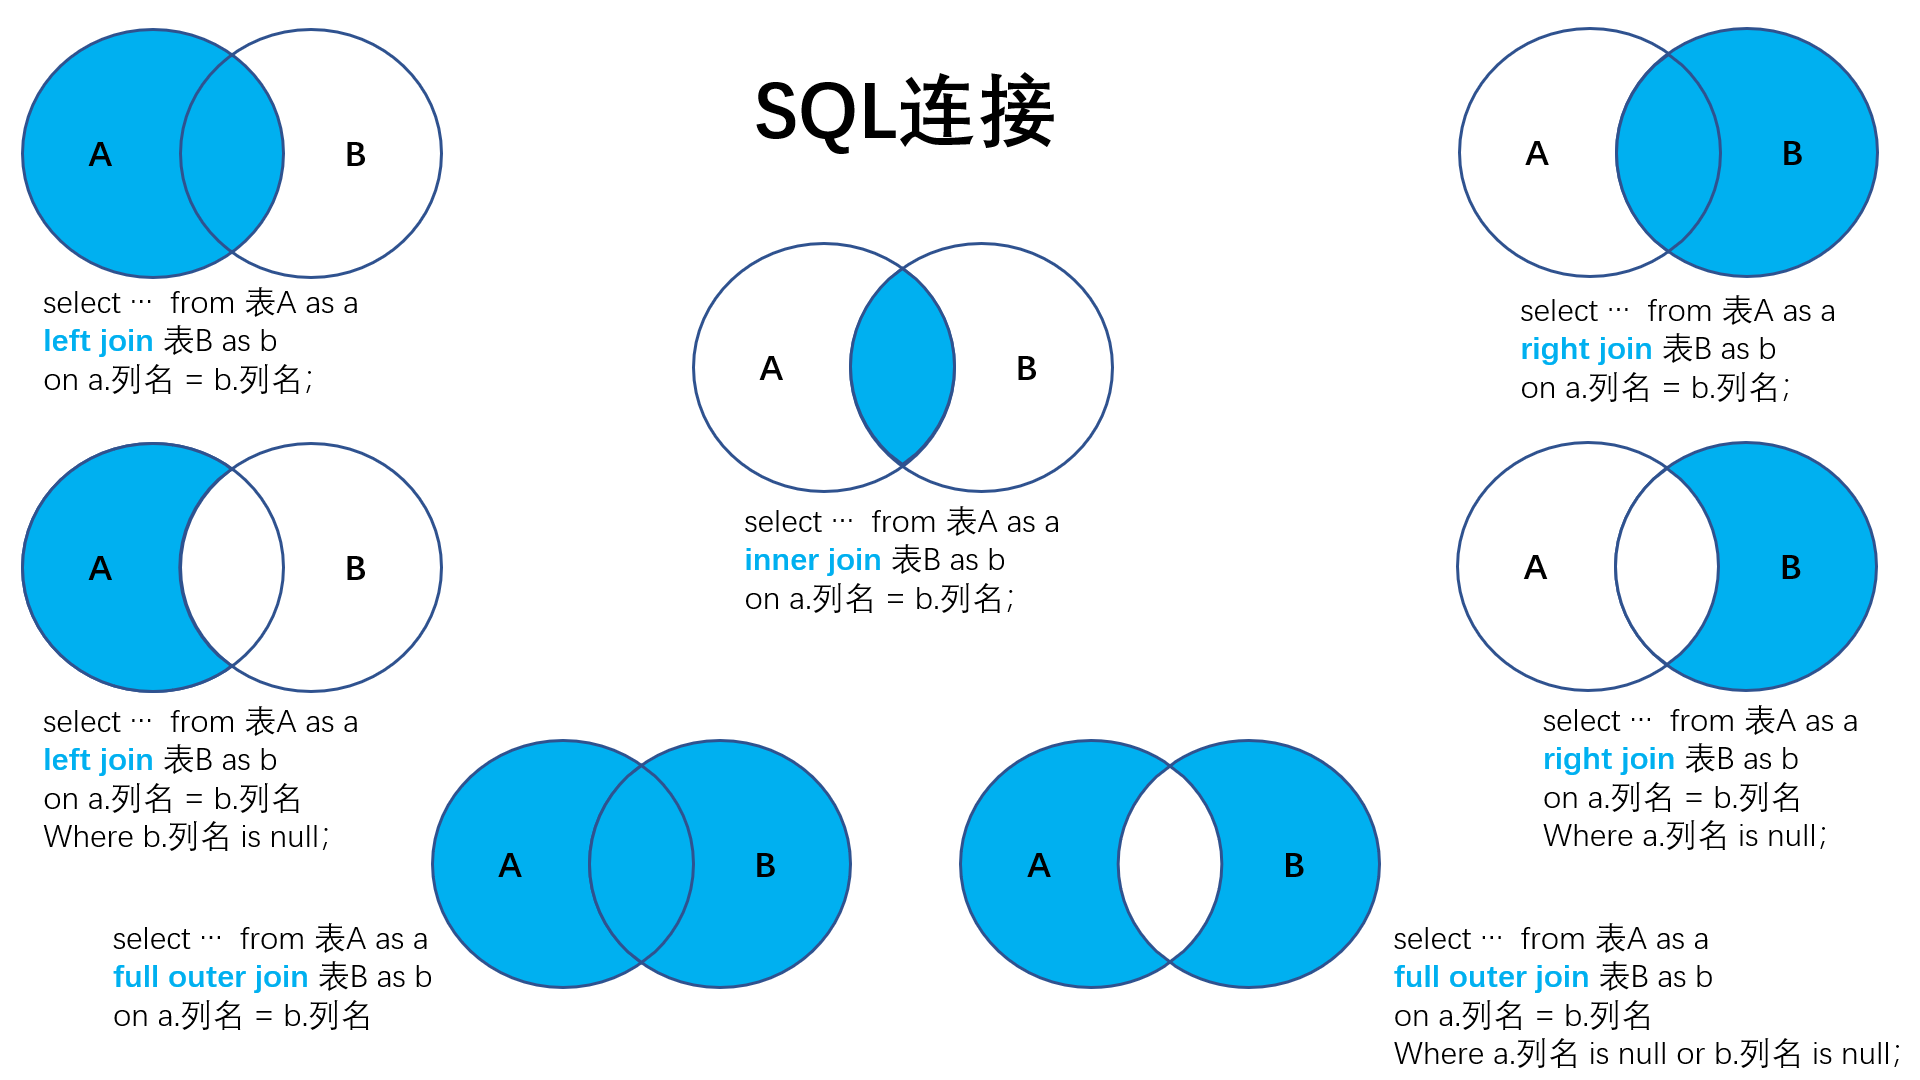 SQL连接
A
B
select … from 表A as a
left join 表B as b
on a.列名 = b.列名;
A
B
select … from 表A as a
inner join 表B as b
on a.列名 = b.列名;
A
B
select … from 表A as a
right join 表B as b
on a.列名 = b.列名;
A
B
select … from 表A as a
left join 表B as b
on a.列名 = b.列名
Where b.列名 is null;
A
B
select … from 表A as a
right join 表B as b
on a.列名 = b.列名
Where a.列名 is null;
A
B
select … from 表A as a
full outer join 表B as b
on a.列名 = b.列名
A
B
select … from 表A as a
full outer join 表B as b
on a.列名 = b.列名
Where a.列名 is null or b.列名 is null;